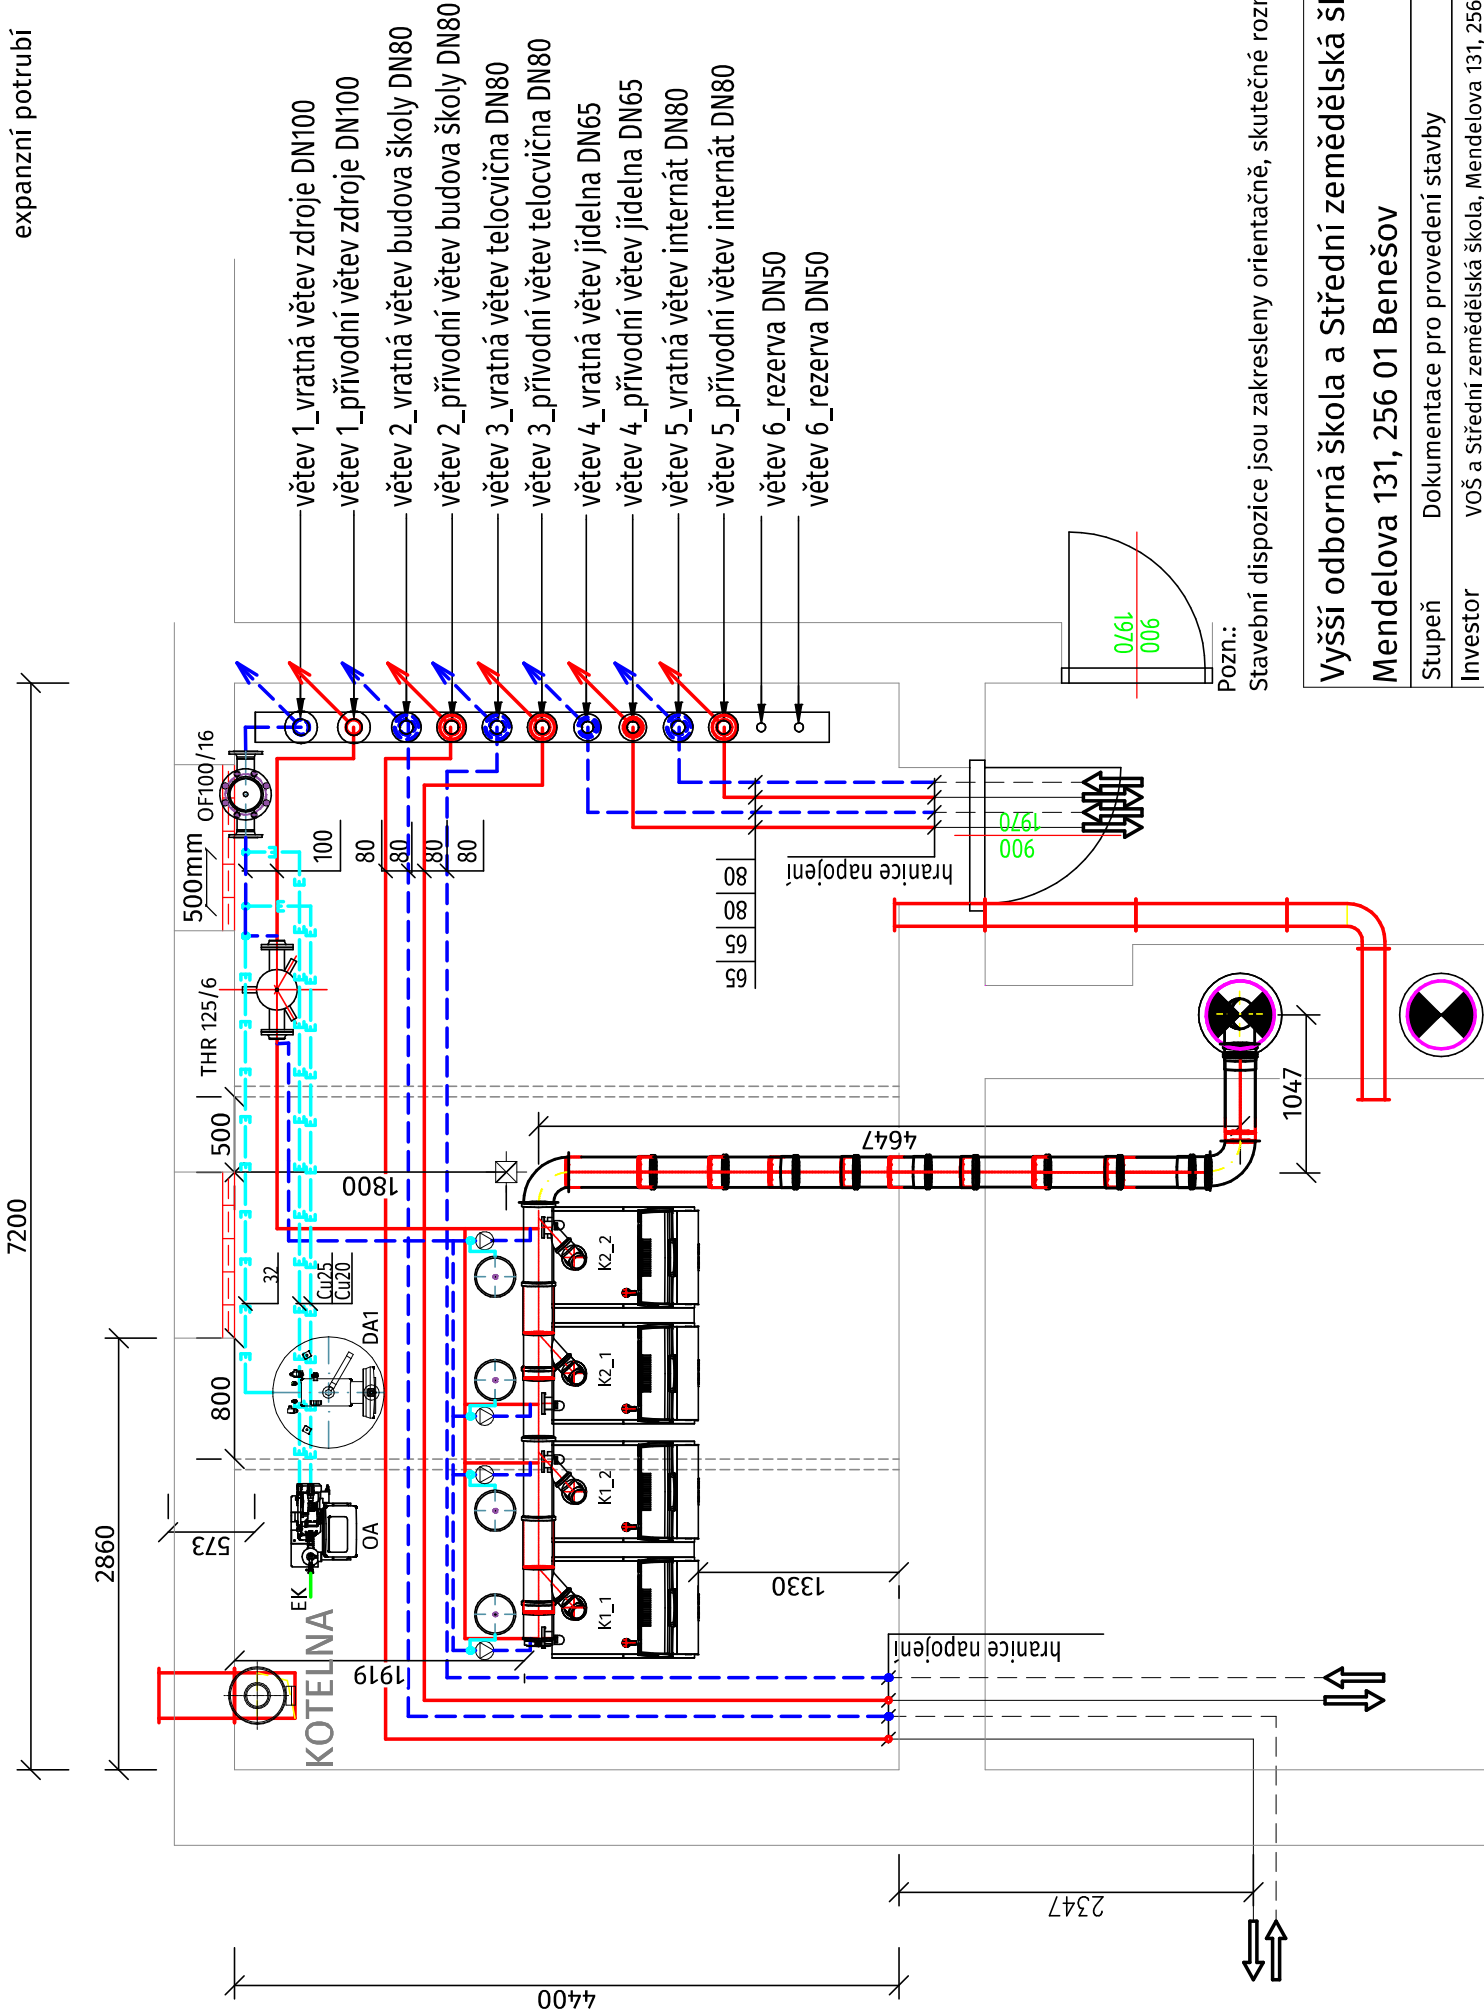 expanzní potrubí
větev 1_vratná větev zdroje DN100
větev 1_přívodní větev zdroje DN100
větev 2_vratná větev budova školy DN80
větev 2_přívodní větev budova školy DN80
větev 3_vratná větev telocvična DN80
větev 3_přívodní větev telocvična DN80
větev 4_vratná větev jídelna DN65
větev 4_přívodní větev jídelna DN65
větev 5_vratná větev internát DN80
větev 5_přívodní větev internát DN80
větev 6_rezerva DN50
větev 6_rezerva DN50
7200
2860
573
800
500
500mm
OF100/16
THR 125/6
100
80
80
80
80
32
Cu25
Cu20
DA1
OA
EK
KOTELNA
1800
1919
4647
1047
1330
K2_2
K2_1
K1_2
K1_1
80
80
65
65
hranice napojení
hranice napojení
900
1970
900
1970
2347
4400
Pozn.:
Stavební dispozice jsou zakresleny orientačně, skutečné rozm
Vyšší odborná škola a Střední zemědělská šk
Mendelova 131, 256 01 Benešov
Stupeň Dokumentace pro provedení stavby
Investor VOŠ a Střední zemědělská škola, Mendelova 131, 256